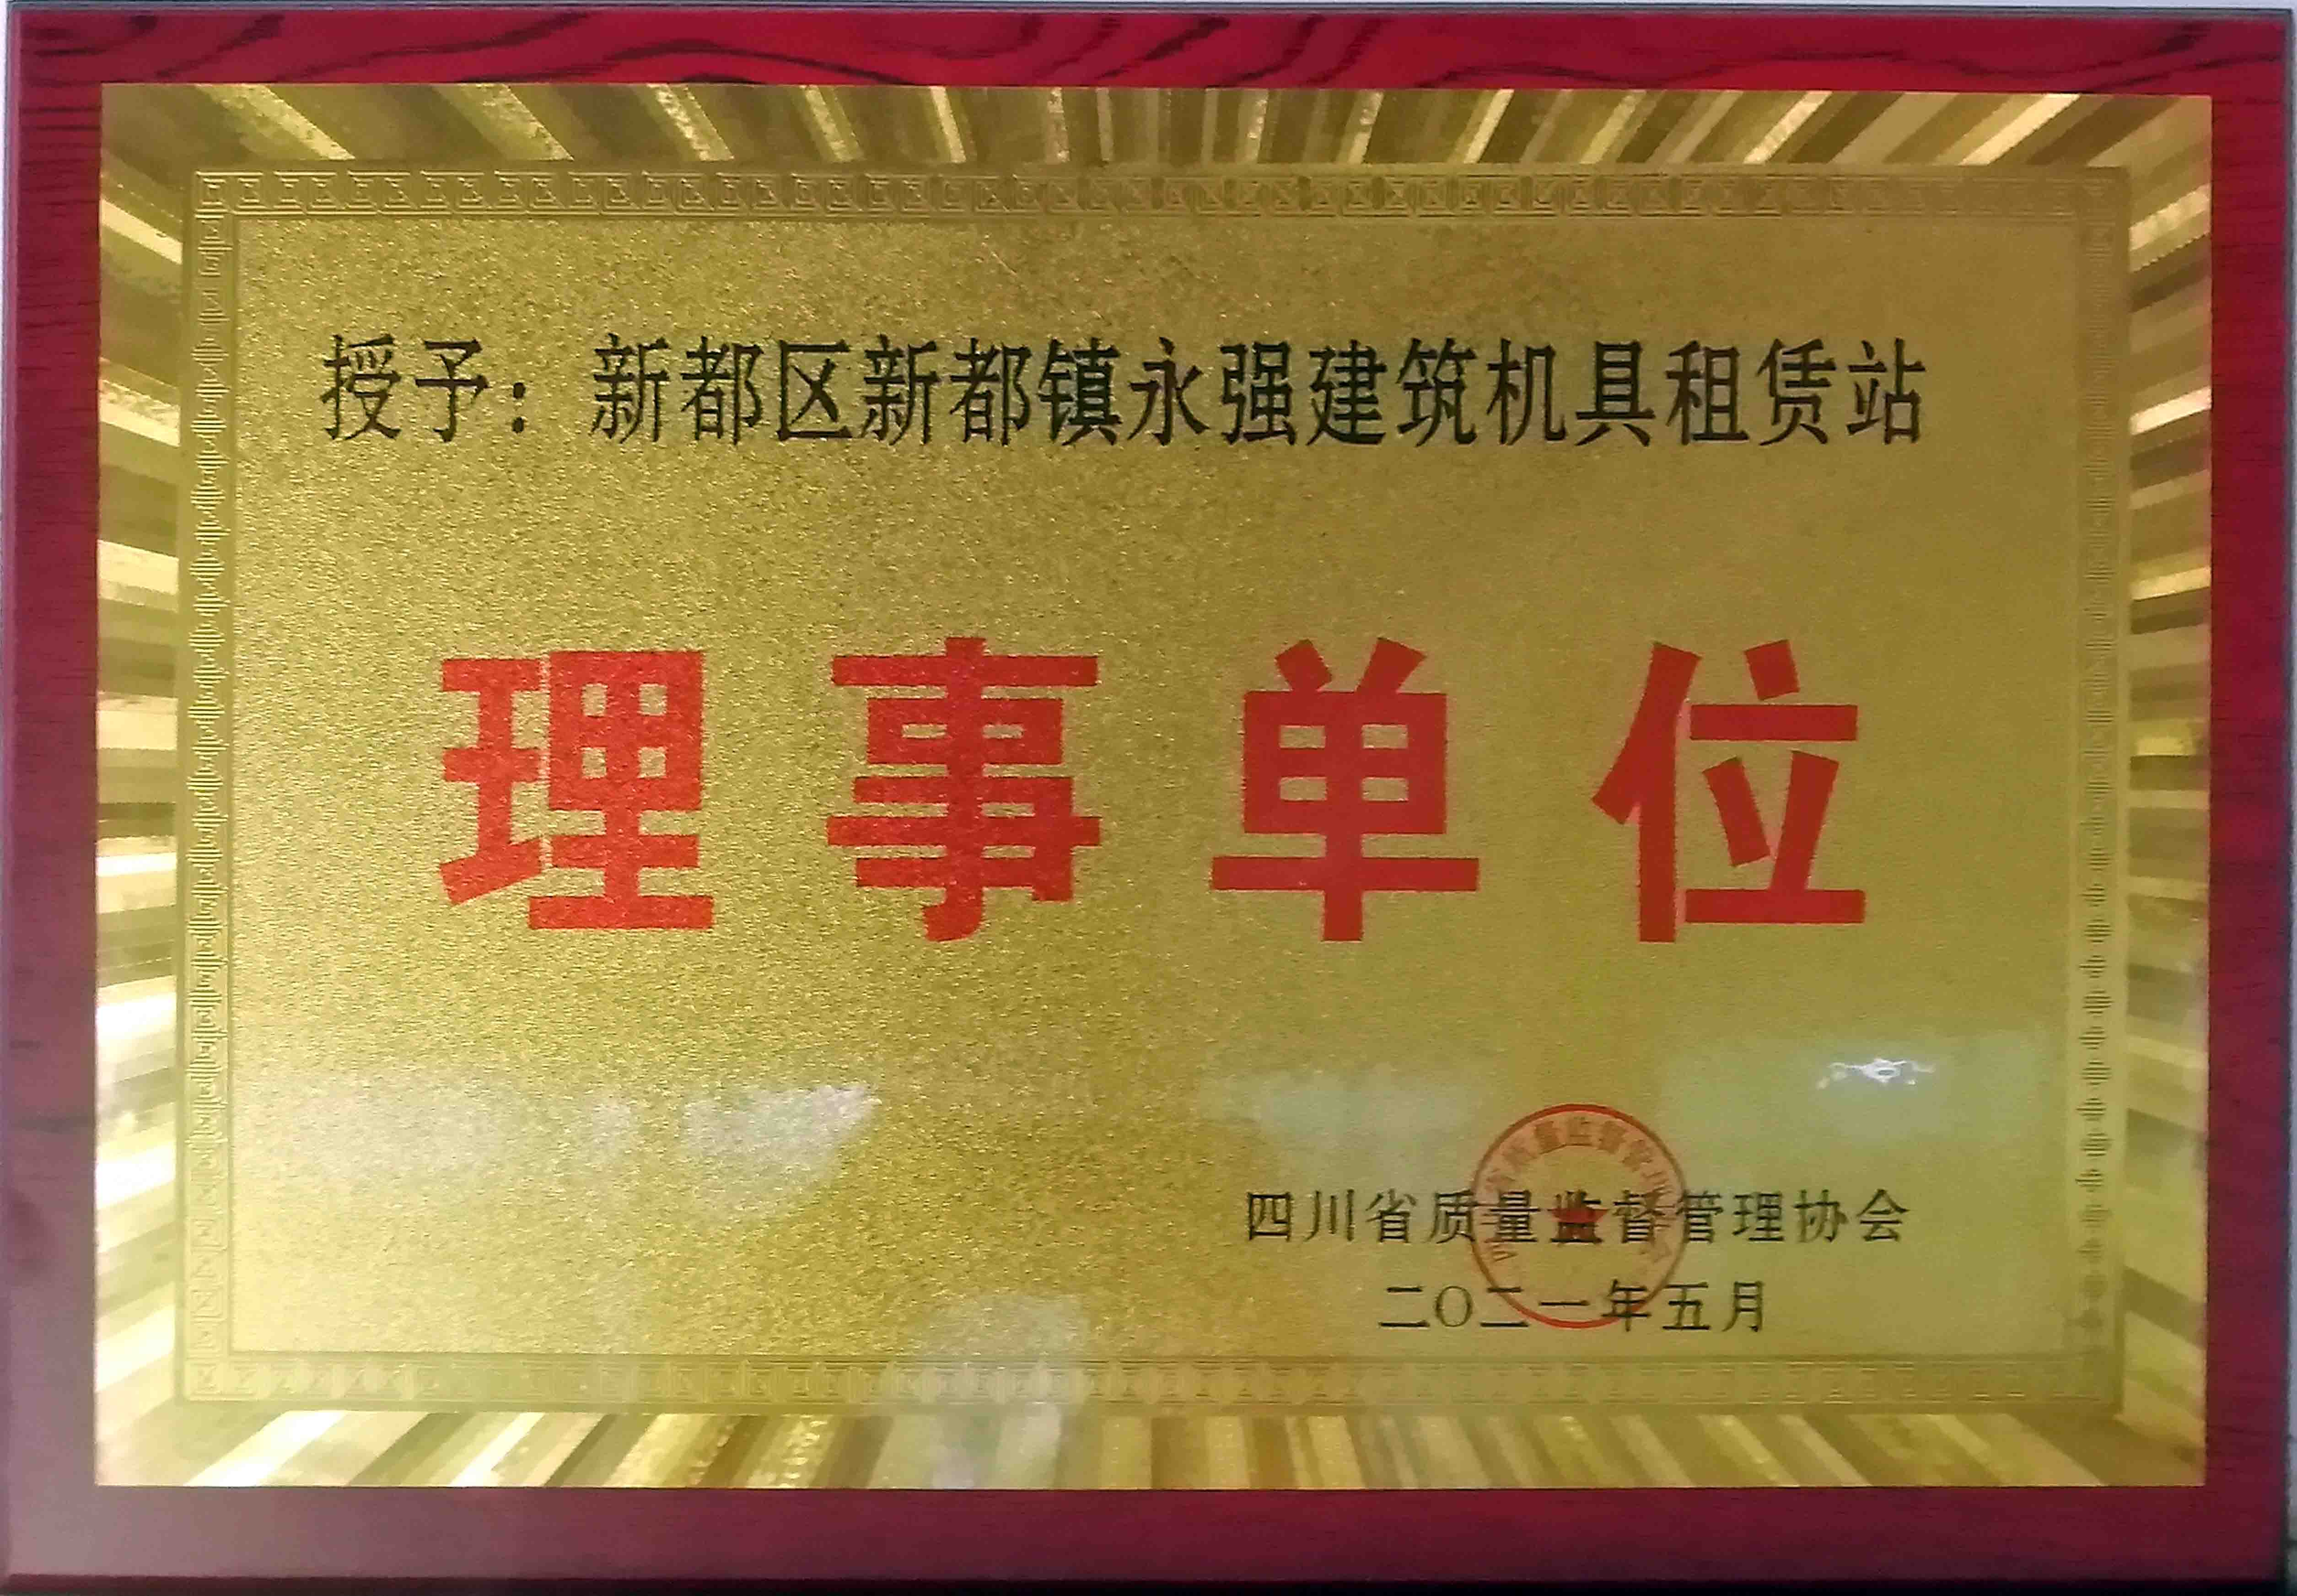 授予：新都区新都镇永强建筑机具租赁站
理事单位
四川省质量监督管理协会
二〇二一年五月